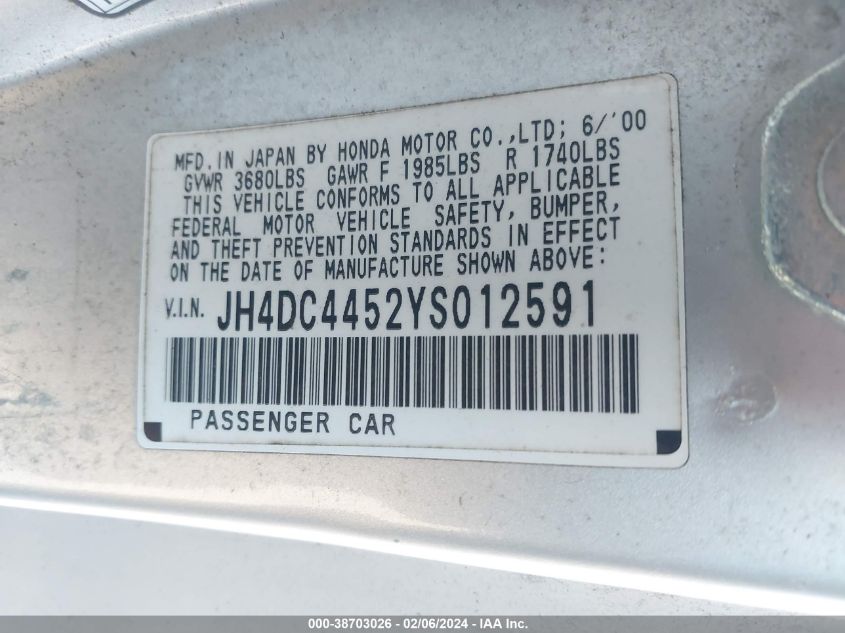 MFD. IN JAPAN BY HONDA MOTOR CO.,LTD; 6/'00
GVWR 3680LBS GAWR F 1985LBS R 1740LBS
THIS VEHICLE CONFORMS TO ALL APPLICABLE
FEDERAL MOTOR VEHICLE SAFETY, BUMPER,
AND THEFT PREVENTION STANDARDS IN EFFECT
ON THE DATE OF MANUFACTURE SHOWN ABOVE:
V.I.N. JH4DC4452YS012591
PASSENGER CAR
000-38703026 - 02/06/2024 - IAA Inc.